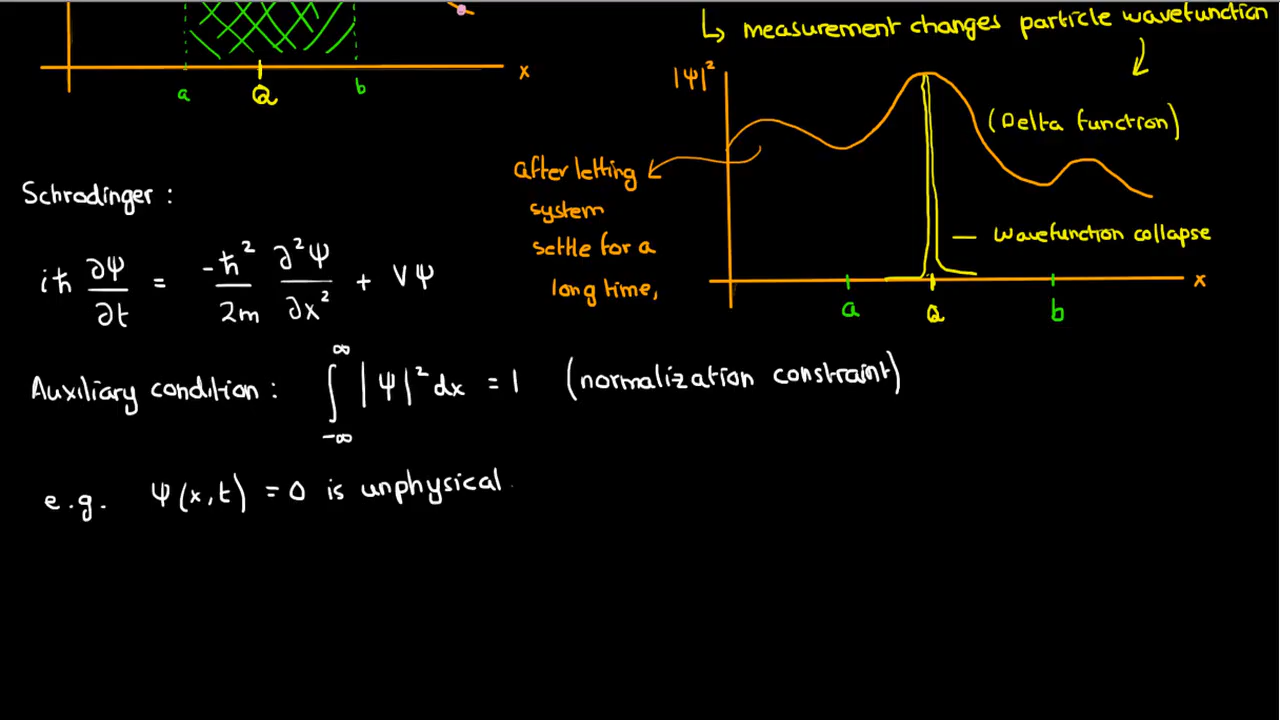 ↳ measurement changes particle wavefunction
x
a
Q
b
|Ψ|²
(Delta function)
after letting
system
settle for a
long time,
Wavefunction collapse
x
a
Q
b
Schrodinger :
iħ ∂Ψ/∂t = -ħ²/2m ∂²Ψ/∂x² + VΨ
Auxiliary condition : ∫_{-∞}^{∞} |Ψ|² dx = 1 (normalization constraint)
e.g. Ψ(x,t) = 0 is unphysical